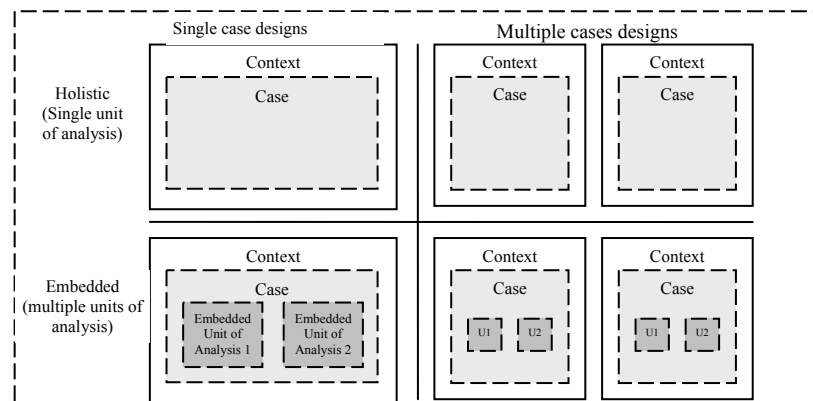 Single case designs
Multiple cases designs
Holistic
(Single unit
of analysis)
Context
Case
Context
Case
Context
Case
Embedded
(multiple units of
analysis)
Context
Case
Embedded
Unit of
Analysis 1
Embedded
Unit of
Analysis 2
Context
Case
U1
U2
Context
Case
U1
U2